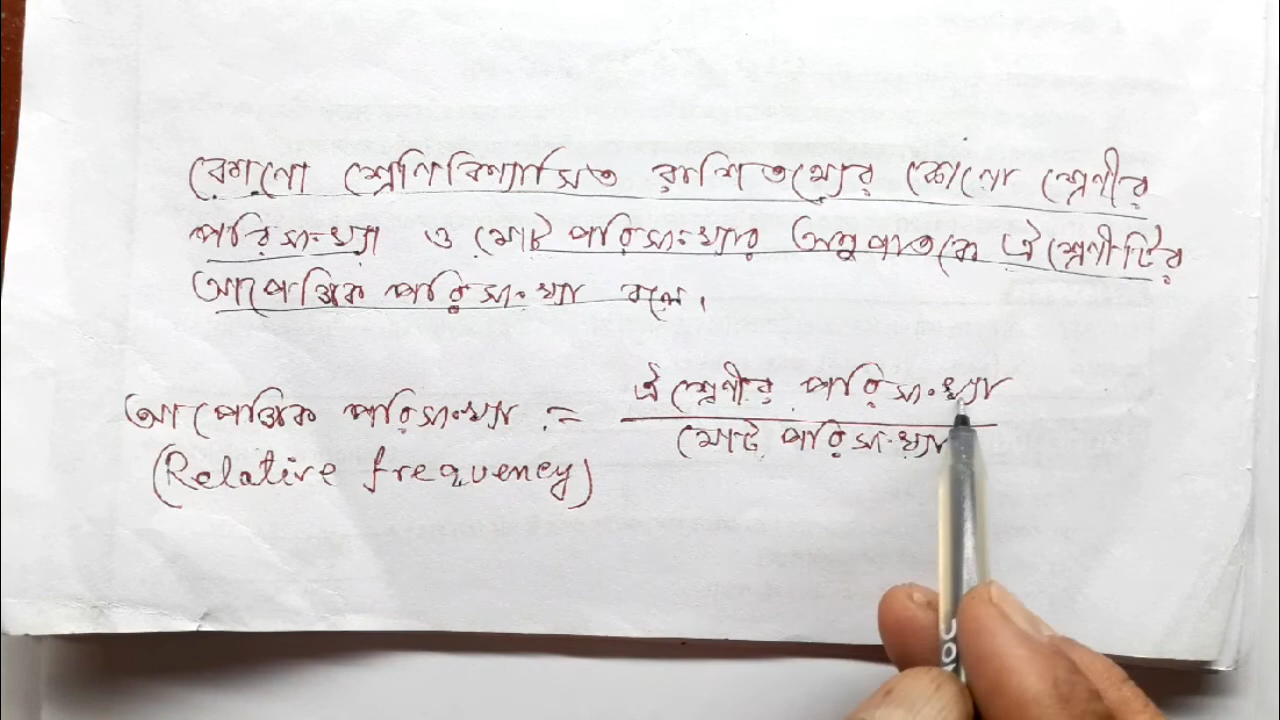 কোনো শ্রেণিবিন্যাসিত রাশিতথ্যের কোনো শ্রেণীর
পরিসংখ্যা ও মোট পরিসংখ্যার অনুপাতকে ঐ শ্রেণীটির
আপেক্ষিক পরিসংখ্যা বলে।
ঐ শ্রেণীর পরিসংখ্যা
আপেক্ষিক পরিসংখ্যা =
মোট পরিসংখ্যা
(Relative frequency)